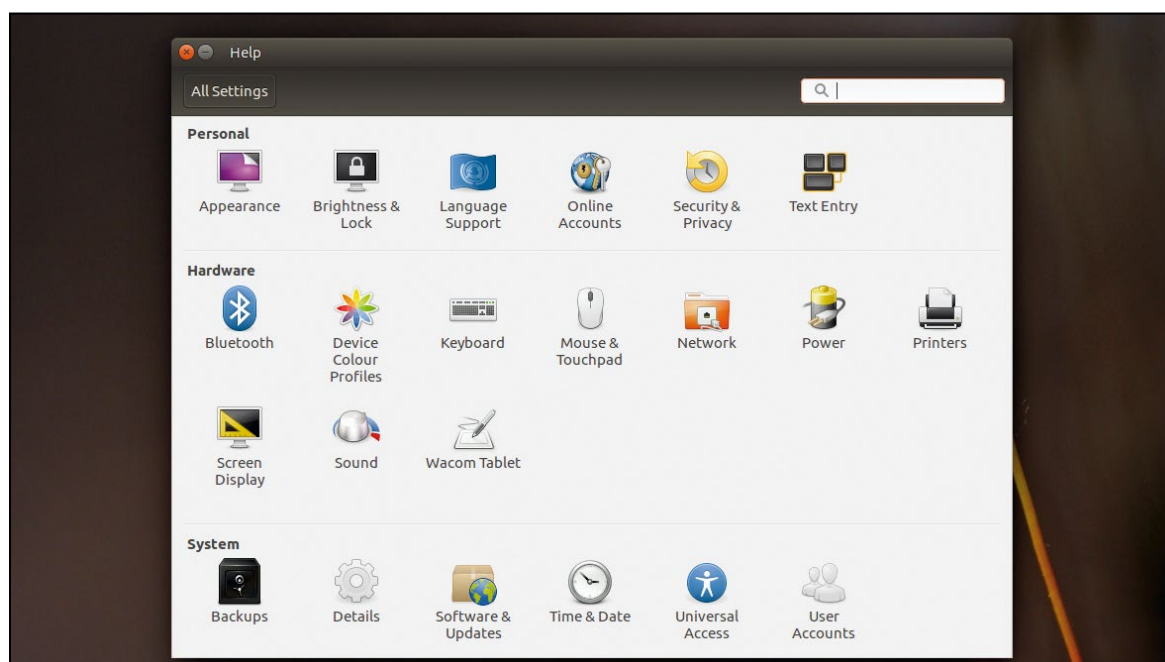 Help
All Settings
Personal
Appearance
Brightness &
Lock
Language
Support
Online
Accounts
Security &
Privacy
Text Entry
Hardware
Bluetooth
Device
Colour
Profiles
Keyboard
Mouse &
Touchpad
Network
Power
Printers
Screen
Display
Sound
Wacom Tablet
System
Backups
Details
Software &
Updates
Time & Date
Universal
Access
User
Accounts